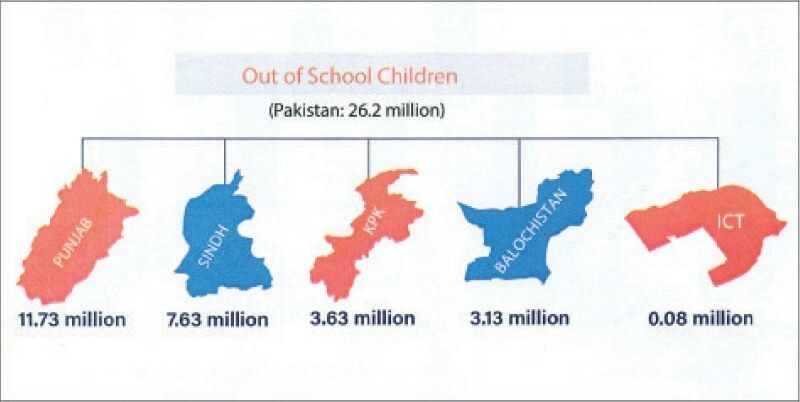 Out of School Children
(Pakistan: 26.2 million)
PUNJAB
SINDH
KPK
BALOCHISTAN
ICT
11.73 million
7.63 million
3.63 million
3.13 million
0.08 million